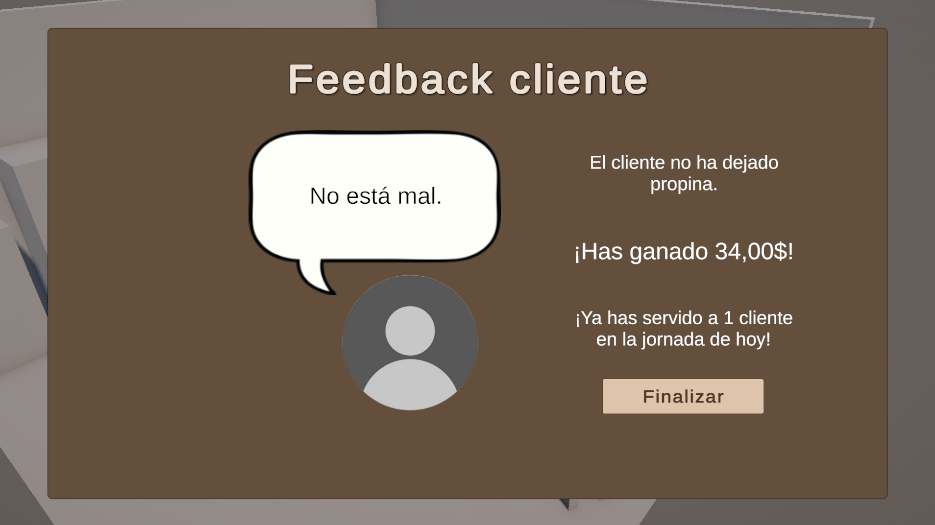 Feedback cliente
No está mal.
El cliente no ha dejado
propina.
¡Has ganado 34,00$!
¡Ya has servido a 1 cliente
en la jornada de hoy!
Finalizar